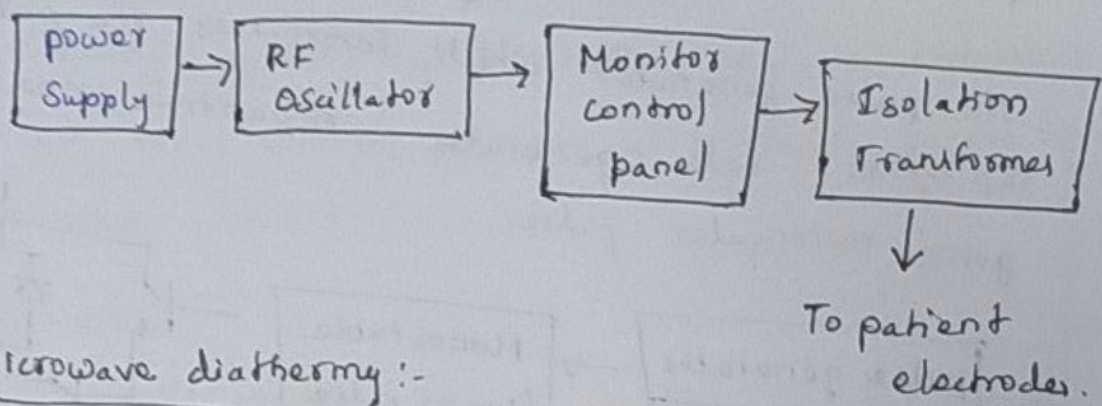 power
Supply
RF
Oscillator
Monitor
control
panel
Isolation
Transformer
To patient
electrodes.
icrowave diathermy :-